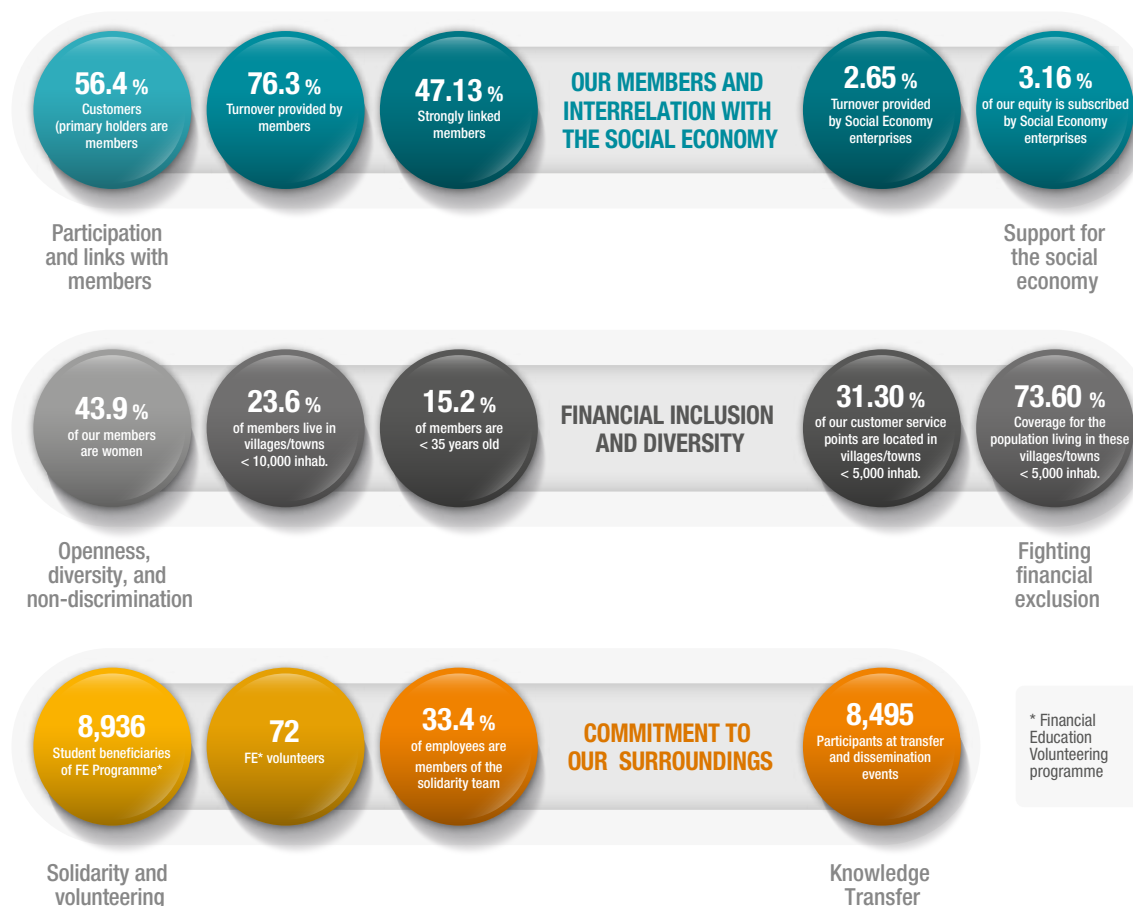 56.4 %
Customers
(primary holders are
members
76.3 %
Turnover provided by
members
47.13 %
Strongly linked
members
OUR MEMBERS AND
INTERRELATION WITH
THE SOCIAL ECONOMY
2.65 %
Turnover provided
by Social Economy
enterprises
3.16 %
of our equity is subscribed
by Social Economy
enterprises
Participation
and links with
members
Support for
the social
economy
43.9 %
of our members
are women
23.6 %
of members live in
villages/towns
< 10,000 inhab.
15.2 %
of members are
< 35 years old
FINANCIAL INCLUSION
AND DIVERSITY
31.30 %
of our customer service
points are located in
villages/towns
< 5,000 inhab.
73.60 %
Coverage for the
population living in these
villages/towns
< 5,000 inhab.
Openness,
diversity, and
non-discrimination
Fighting
financial
exclusion
8,936
Student beneficiaries
of FE Programme*
72
FE* volunteers
33.4 %
of employees are
members of the
solidarity team
COMMITMENT TO
OUR SURROUNDINGS
8,495
Participants at transfer
and dissemination
events
* Financial
Education
Volunteering
programme
Solidarity and
volunteering
Knowledge
Transfer